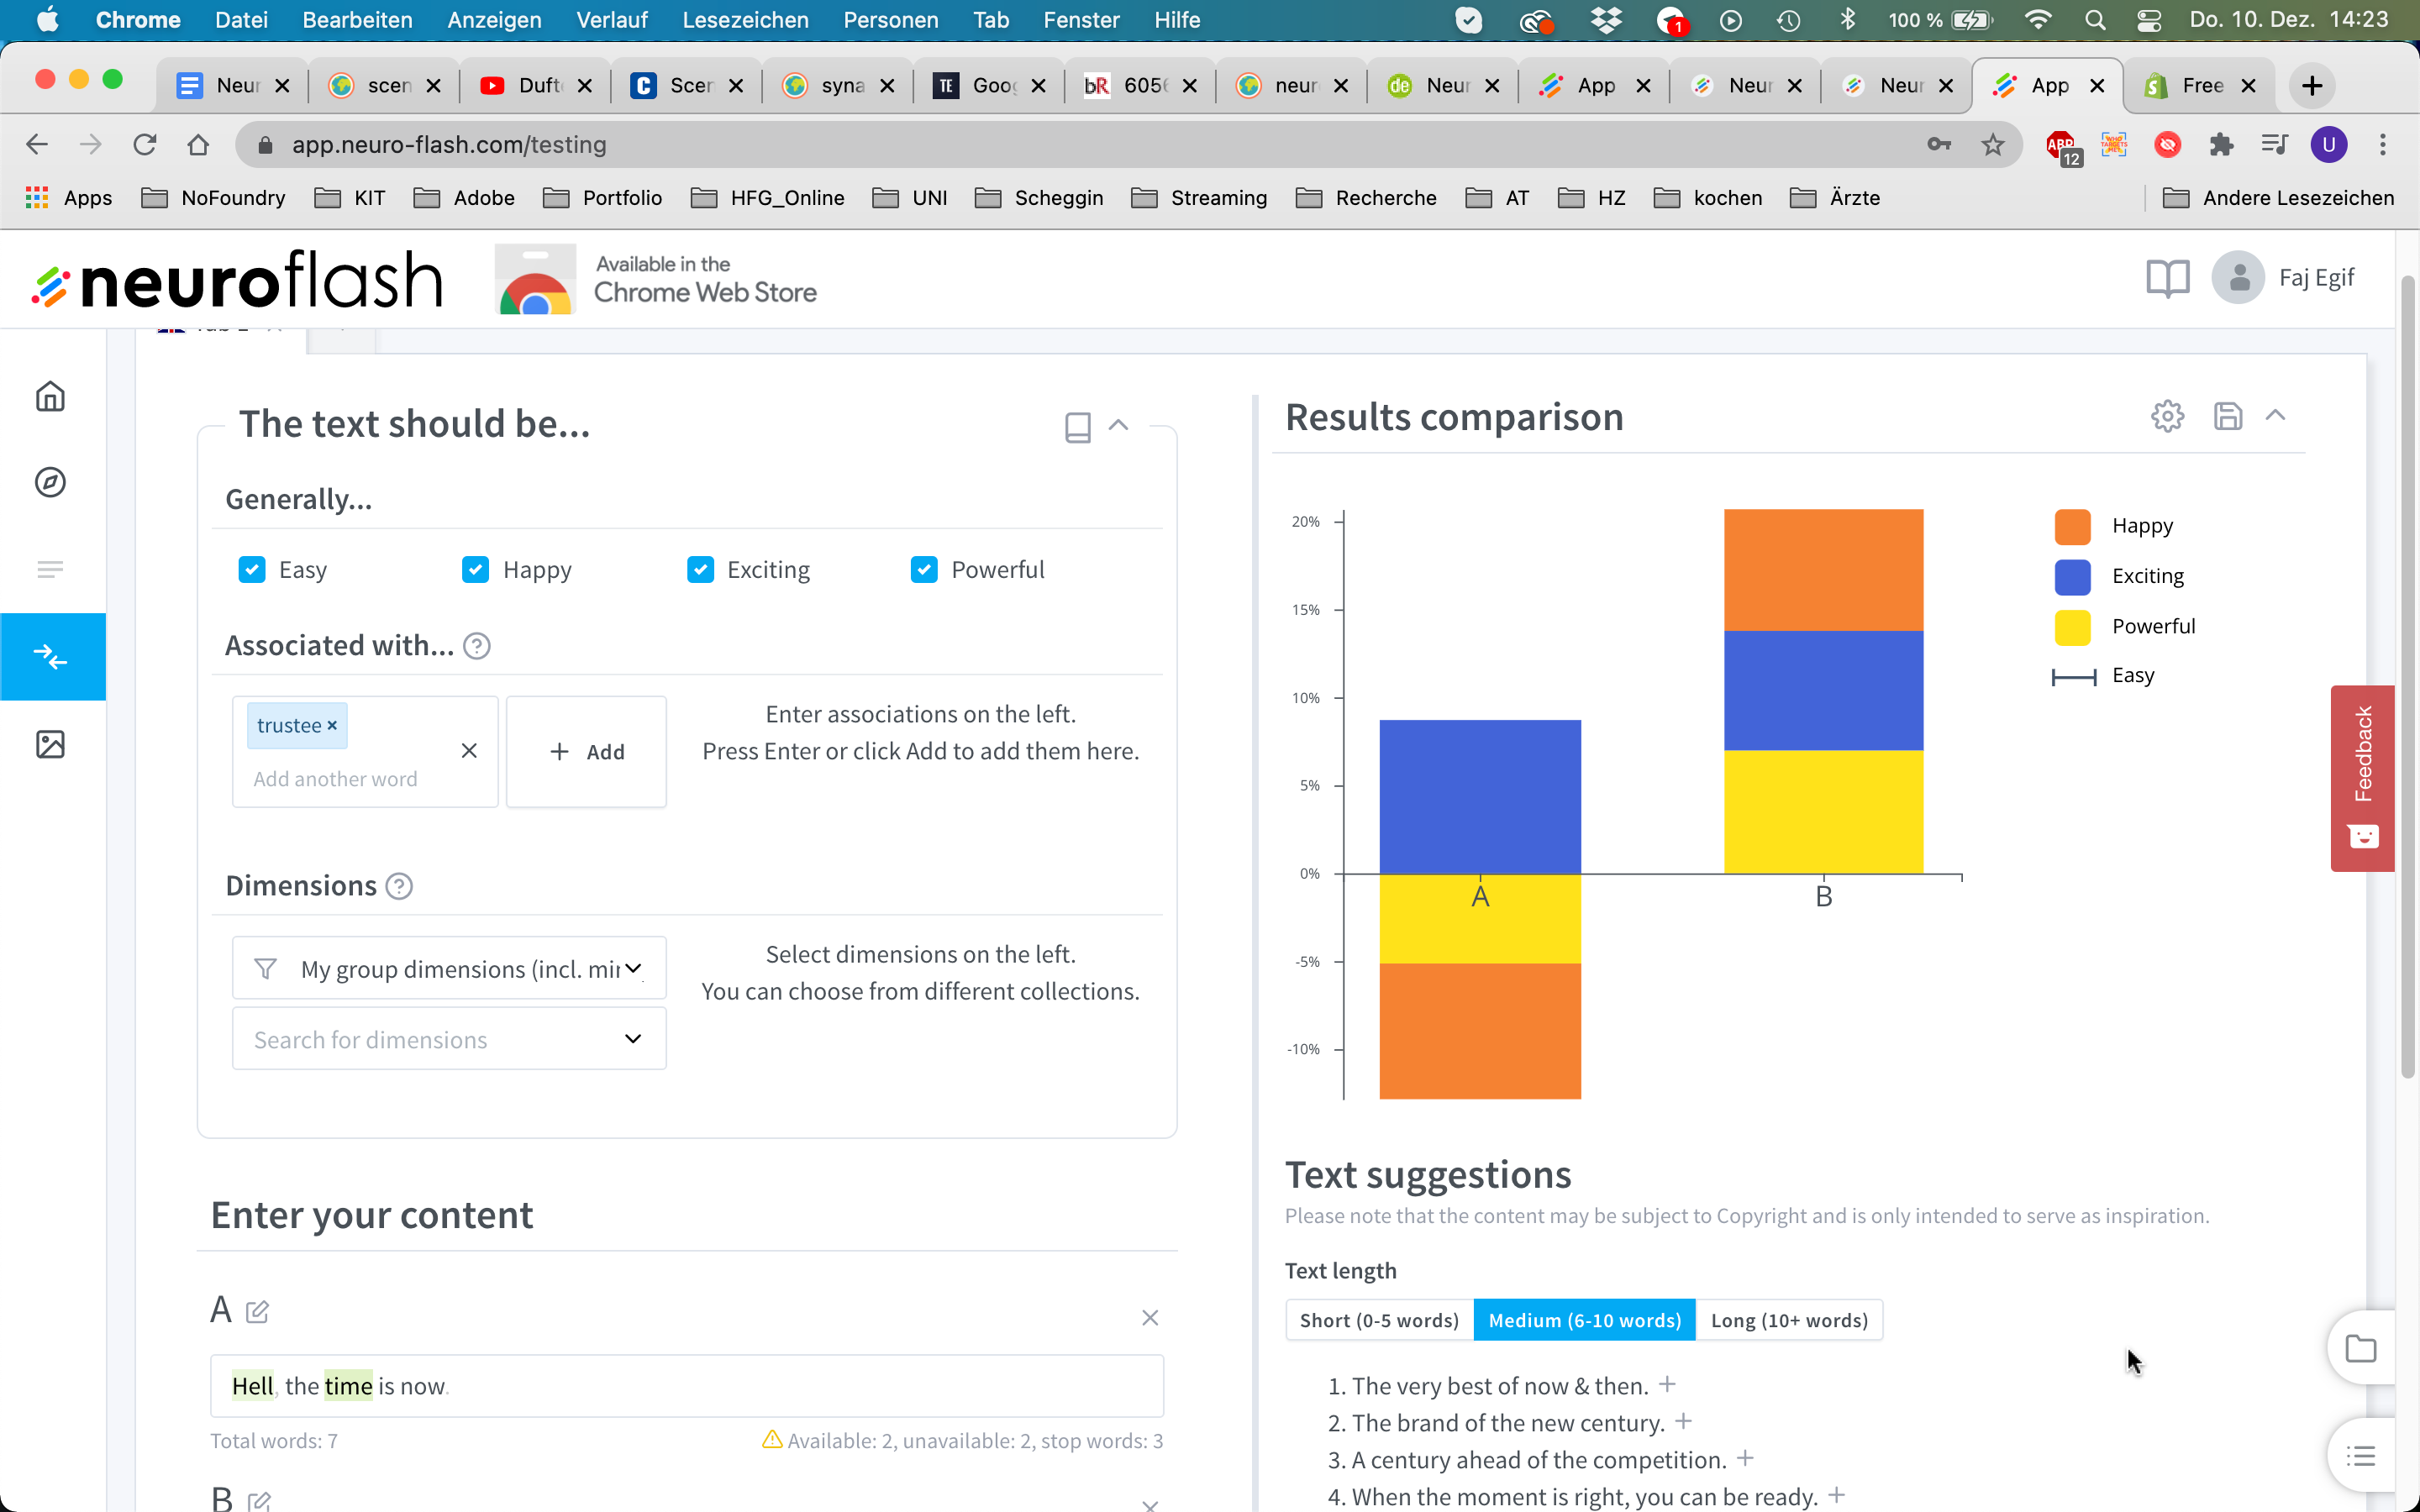 Chrome Datei Bearbeiten Anzeigen Verlauf Lesezeichen Personen Tab Fenster Hilfe 1 100 % Do. 10. Dez. 14:23
Neur scen Duft Scen syna TE Goog bR 605 neur de Neur App Neur Neur App Free
app.neuro-flash.com/testing ABP 12 U
Apps NoFoundry KIT Adobe Portfolio HFG_Online UNI Scheggin Streaming Recherche AT HZ kochen Ärzte Andere Lesezeichen
neuroflash
Available in the
Chrome Web Store
Faj Egif
The text should be...
Generally...
Easy Happy Exciting Powerful
Associated with... ?
trustee ×
Add another word
+ Add
Enter associations on the left.
Press Enter or click Add to add them here.
Dimensions ?
My group dimensions (incl. mir
Search for dimensions
Select dimensions on the left.
You can choose from different collections.
Enter your content
A
Hell, the time is now.
Total words: 7
Available: 2, unavailable: 2, stop words: 3
B
Results comparison
20%
15%
10%
5%
0%
-5%
-10%
A B
Happy
Exciting
Powerful
Easy
Feedback
Text suggestions
Please note that the content may be subject to Copyright and is only intended to serve as inspiration.
Text length
Short (0-5 words) Medium (6-10 words) Long (10+ words)
1. The very best of now & then. +
2. The brand of the new century. +
3. A century ahead of the competition. +
4. When the moment is right, you can be ready. +